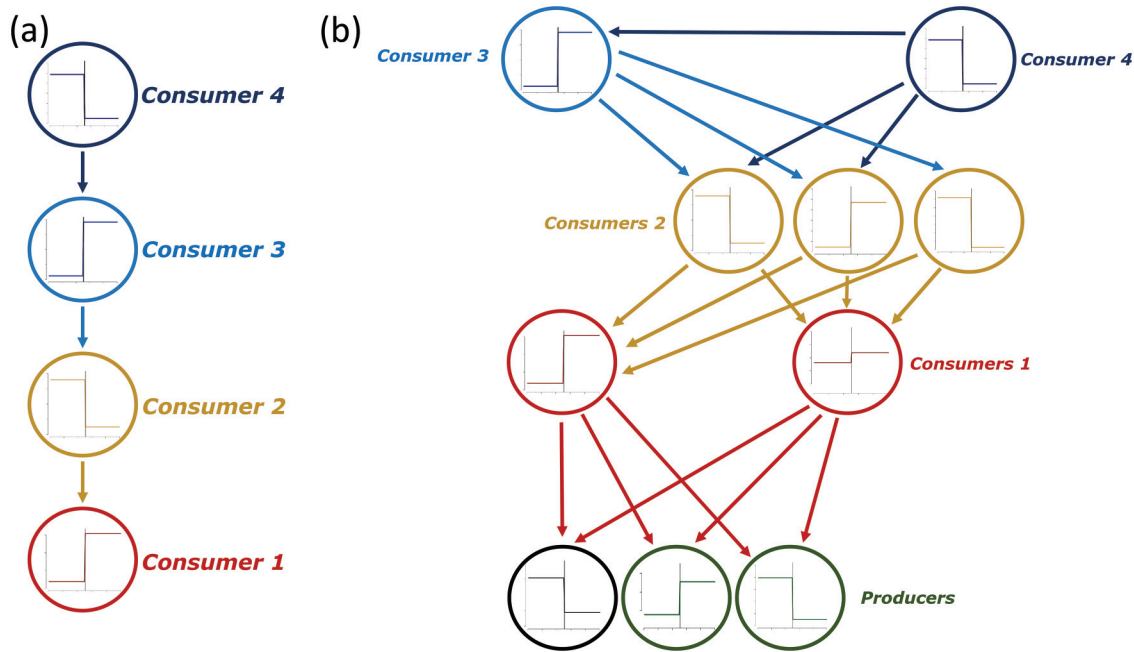 (a)
Consumer 4
Consumer 3
Consumer 2
Consumer 1
(b)
Consumer 3
Consumer 4
Consumers 2
Consumers 1
Producers